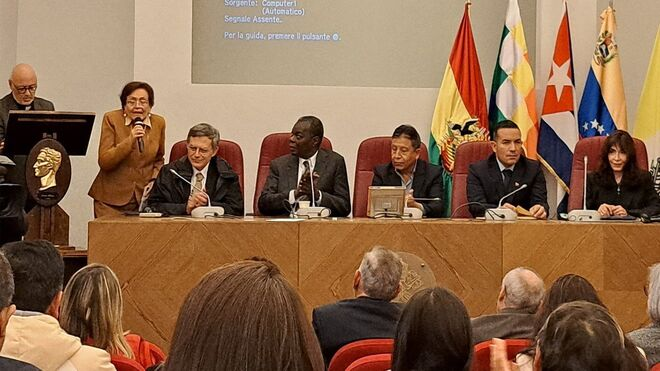 Sorgente: Computer1
(Automatico)
Segnale Assente.
Per la guida, premere il pulsante